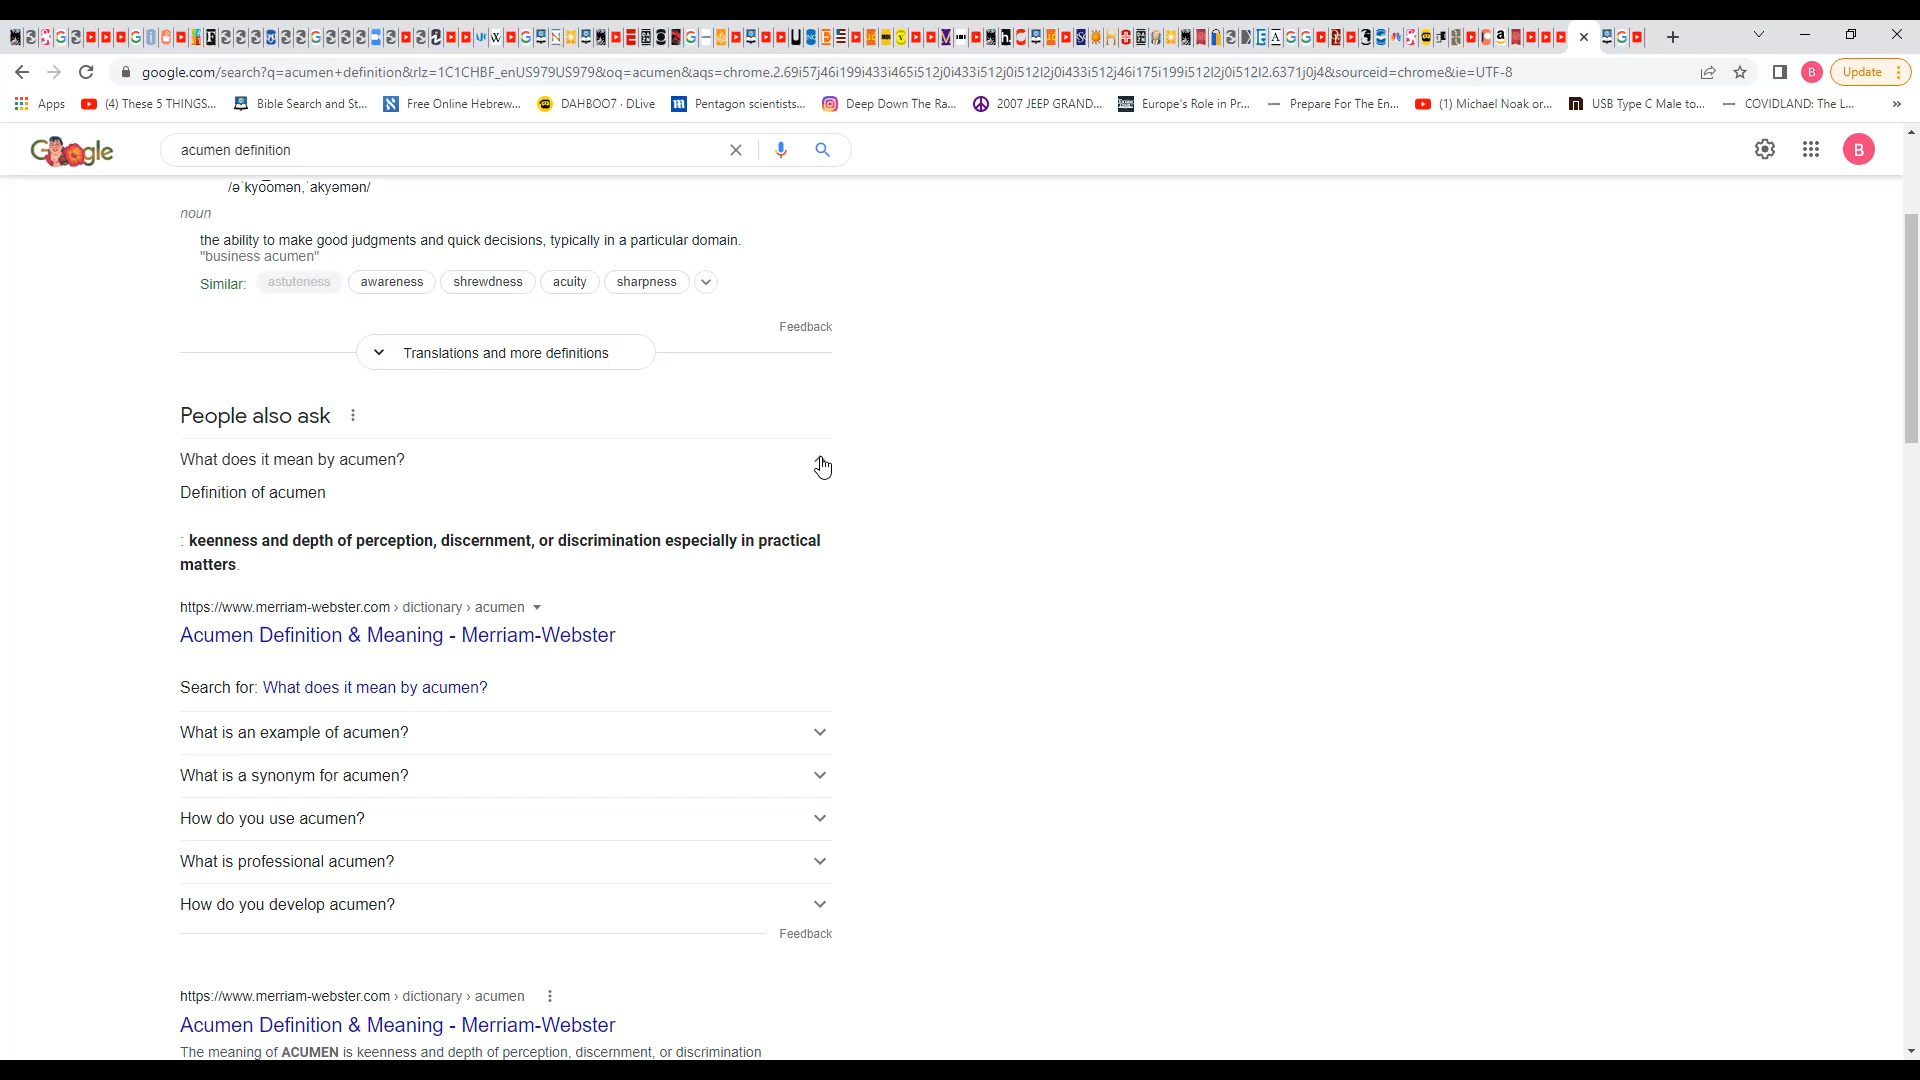 google.com/search?q=acumen+definition&rlz=1C1CHBF_enUS979US979&oq=acumen&aqs=chrome.2.69i57j46i199i433i465i512j0i433i512j0i512l2j0i433i512j46i175i199i512l2j0i512l2.6371j0j4&sourceid=chrome&ie=UTF-8
B
Update
Apps
(4) These 5 THINGS...
Bible Search and St...
Free Online Hebrew...
DAHBOO7 · DLive
Pentagon scientists...
Deep Down The Ra...
2007 JEEP GRAND...
Europe's Role in Pr...
Prepare For The En...
(1) Michael Noak or...
USB Type C Male to...
COVIDLAND: The L...
Google
acumen definition
B
/əˈkyo͞omən,ˈakyəmən/
noun
the ability to make good judgments and quick decisions, typically in a particular domain.
"business acumen"
Similar: astuteness awareness shrewdness acuity sharpness
Feedback
Translations and more definitions
People also ask
What does it mean by acumen?
Definition of acumen
: keenness and depth of perception, discernment, or discrimination especially in practical
matters.
https://www.merriam-webster.com › dictionary › acumen
Acumen Definition & Meaning - Merriam-Webster
Search for: What does it mean by acumen?
What is an example of acumen?
What is a synonym for acumen?
How do you use acumen?
What is professional acumen?
How do you develop acumen?
Feedback
https://www.merriam-webster.com › dictionary › acumen
Acumen Definition & Meaning - Merriam-Webster
The meaning of ACUMEN is keenness and depth of perception, discernment, or discrimination